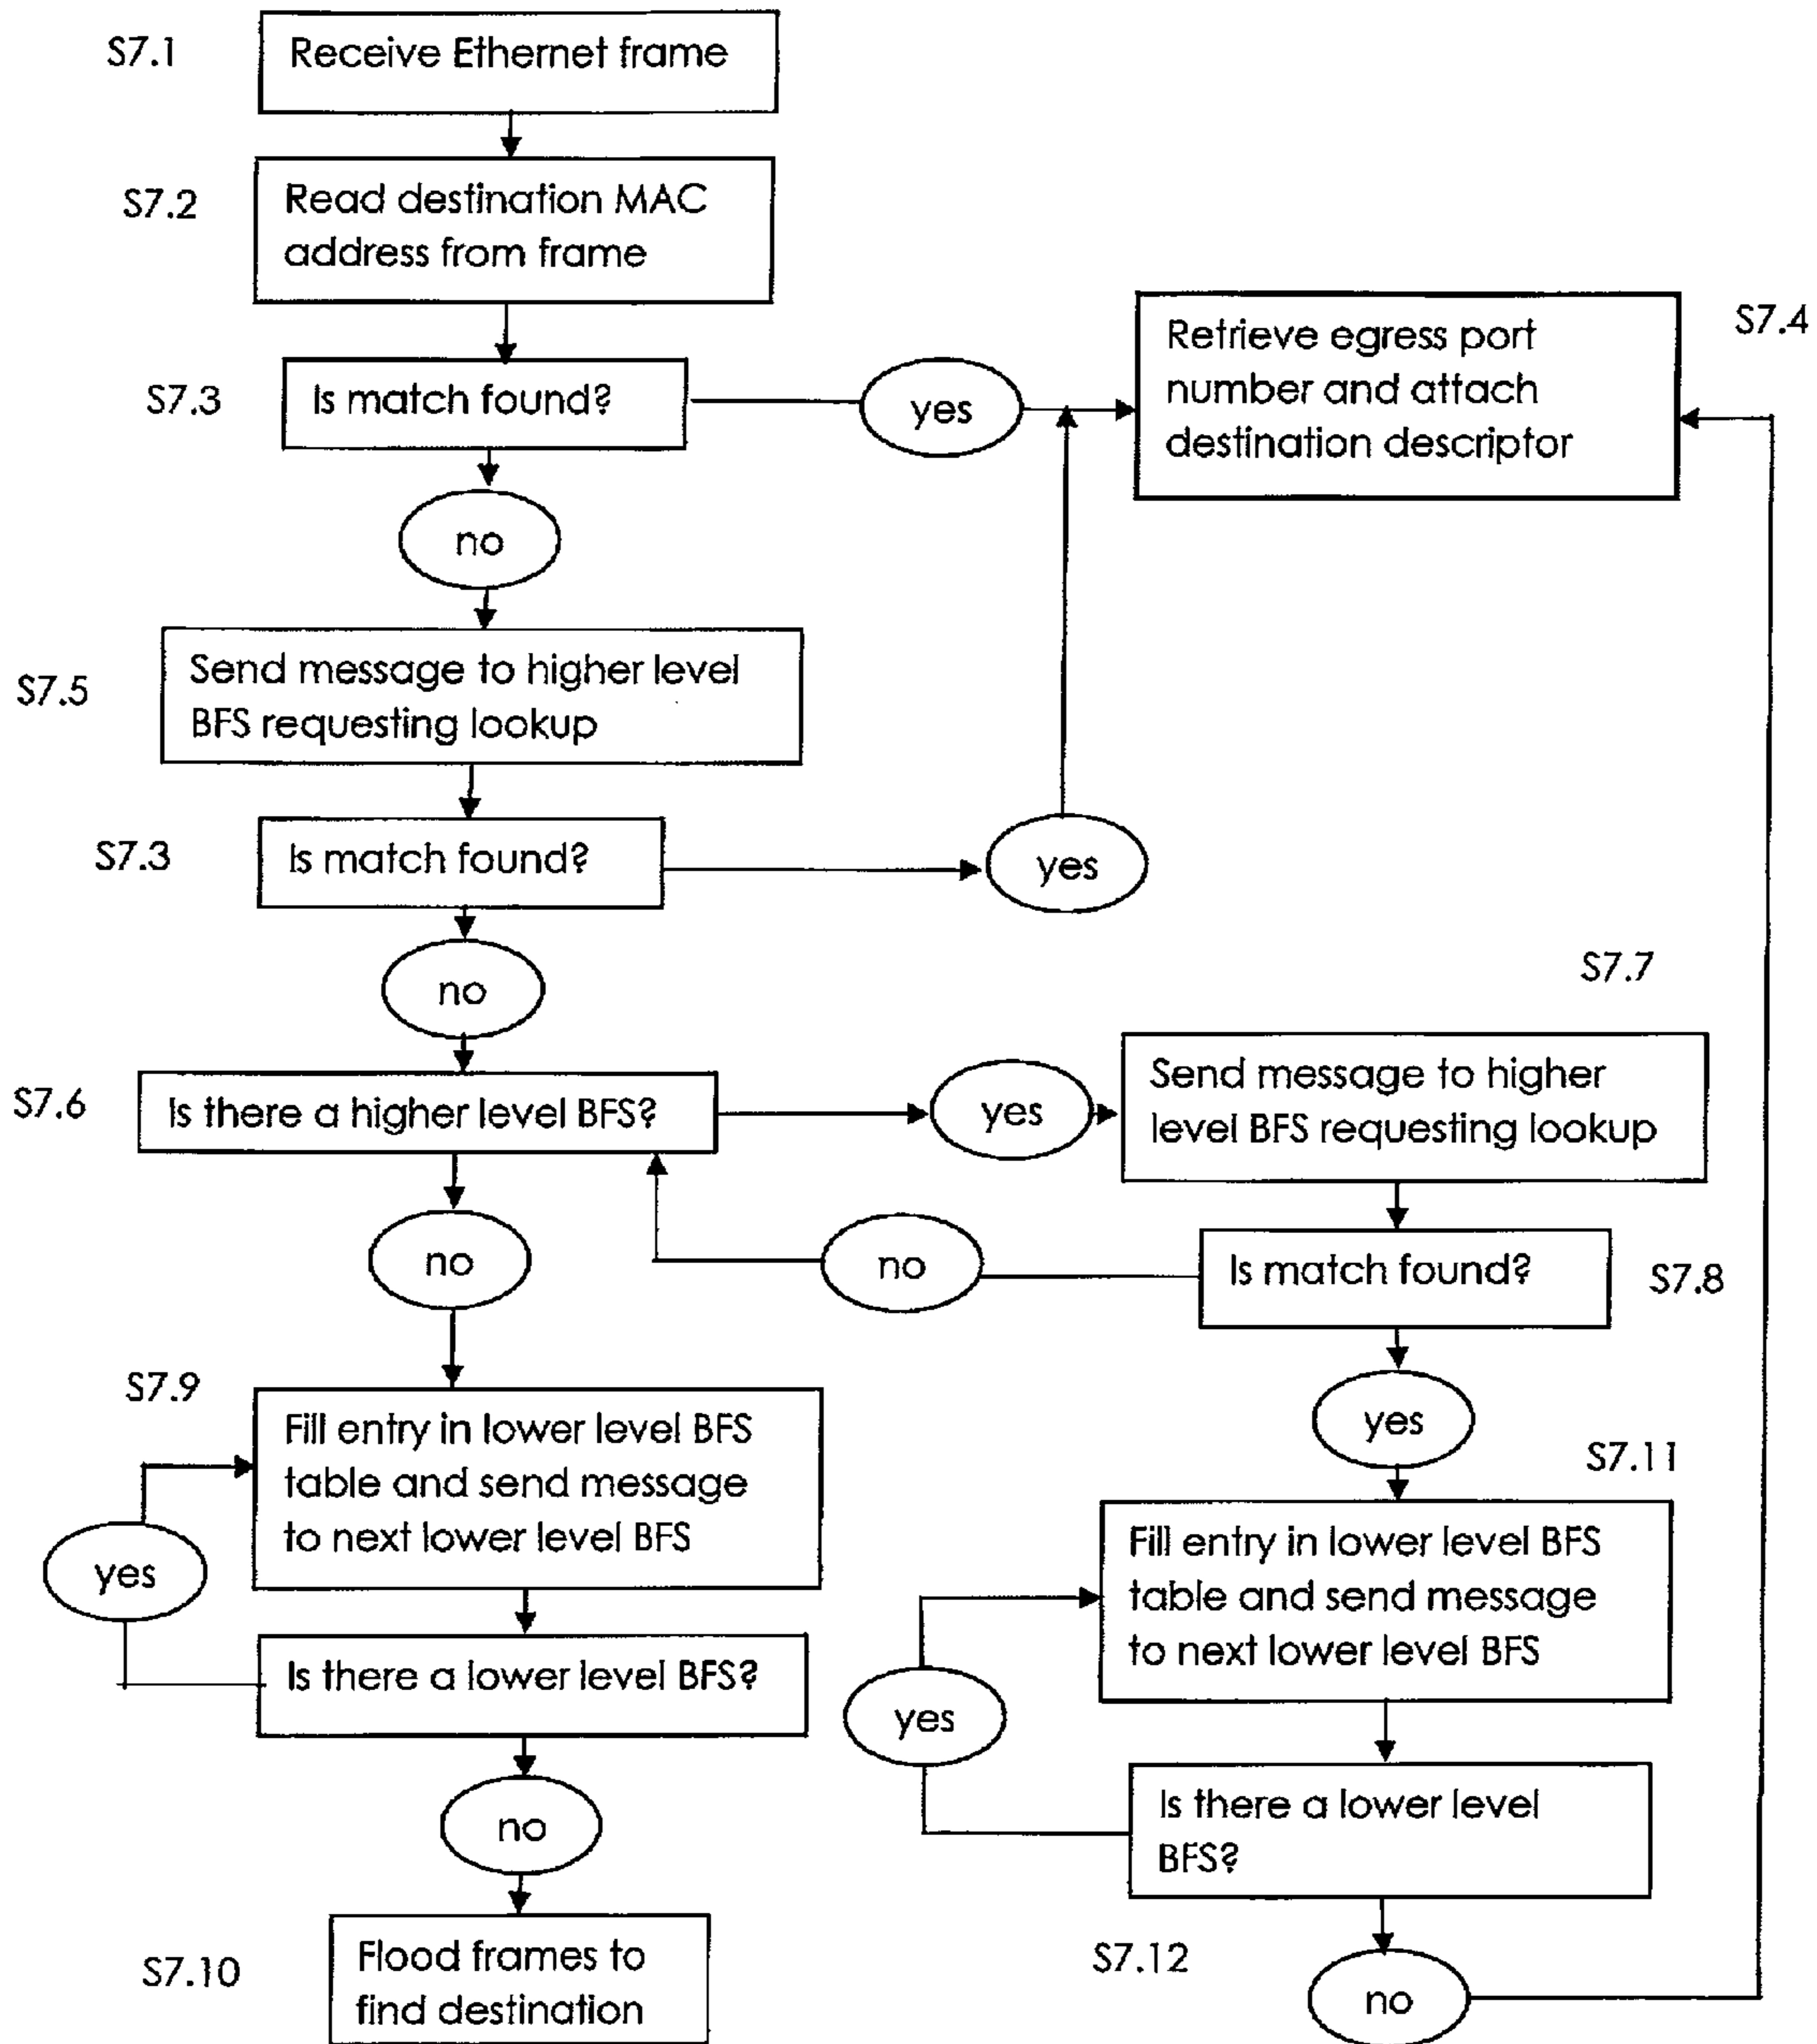 S7.1
Receive Ethernet frame
S7.2
Read destination MAC
address from frame
S7.3
Is match found?
yes
Retrieve egress port
number and attach
destination descriptor
S7.4
no
S7.5
Send message to higher level
BFS requesting lookup
S7.3
Is match found?
yes
no
S7.6
Is there a higher level BFS?
yes
S7.7
Send message to higher
level BFS requesting lookup
no
no
Is match found?
S7.8
yes
S7.9
Fill entry in lower level BFS
table and send message
to next lower level BFS
yes
Is there a lower level BFS?
no
S7.10
Flood frames to
find destination
S7.11
Fill entry in lower level BFS
table and send message
to next lower level BFS
yes
Is there a lower level
BFS?
S7.12
no